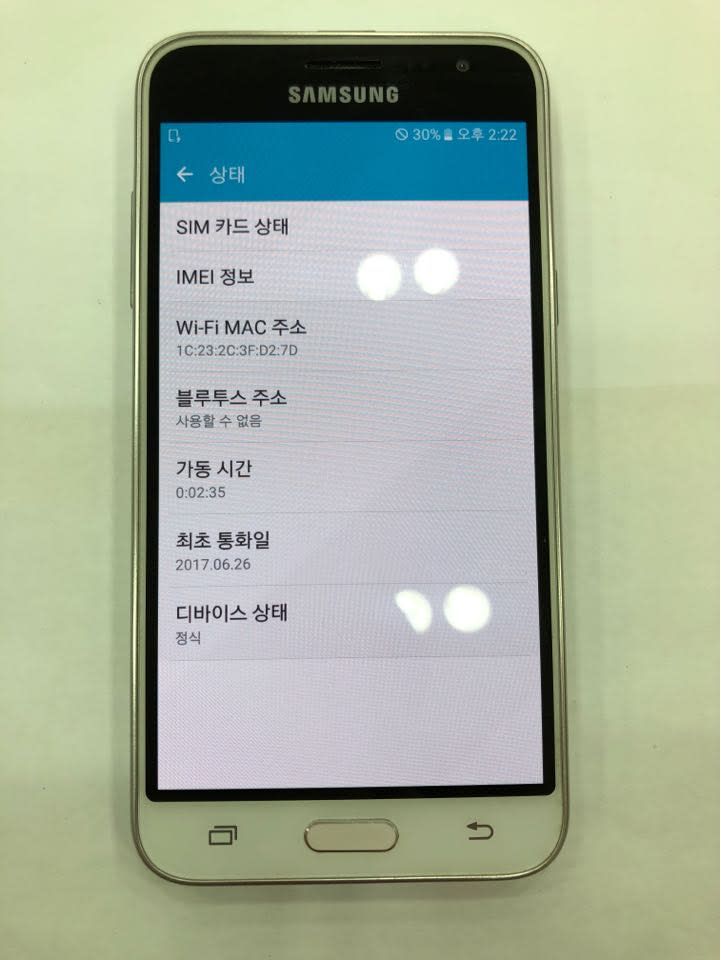 SAMSUNG
30% 오후 2:22
상태
SIM 카드 상태
IMEI 정보
Wi-Fi MAC 주소
1C:23:2C:3F:D2:7D
블루투스 주소
사용할 수 없음
가동 시간
0:02:35
최초 통화일
2017.06.26
디바이스 상태
정식